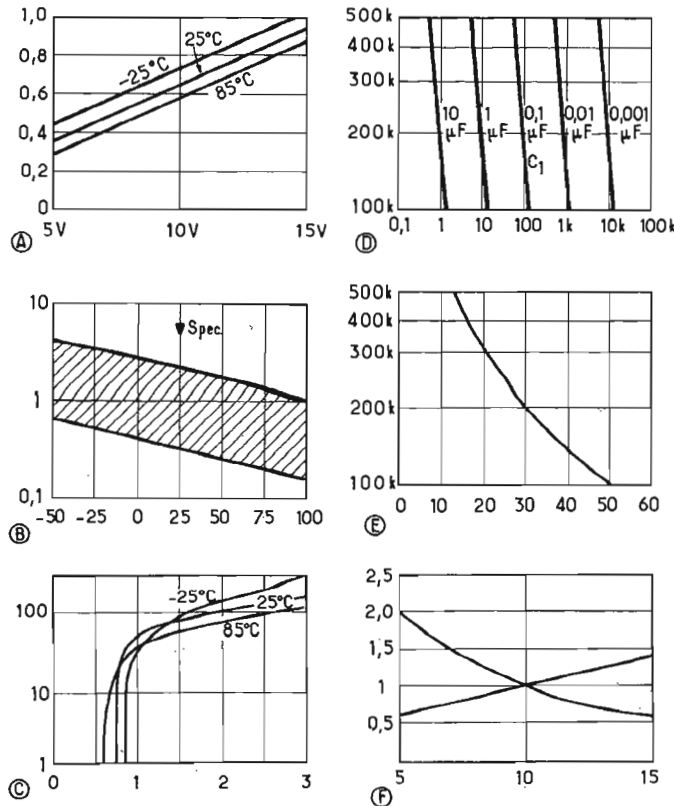 1,0
0,8
0,6
0,4
0,2
0
-25°C
25°C
85°C
5V 10V 15V
A
500k
400k
300k
200k
100k
10 µF
1 µF
0,1 µF
0,01 µF
0,001 µF
C1
0,1 1 10 100 1k 10k 100k
D
10
1
0,1
Spec.
-50 -25 0 25 50 75 100
B
500k
400k
300k
200k
100k
0 10 20 30 40 50 60
E
100
10
1
-25°C
25°C
85°C
0 1 2 3
C
2,5
2,0
1,5
1
0,5
5 10 15
F